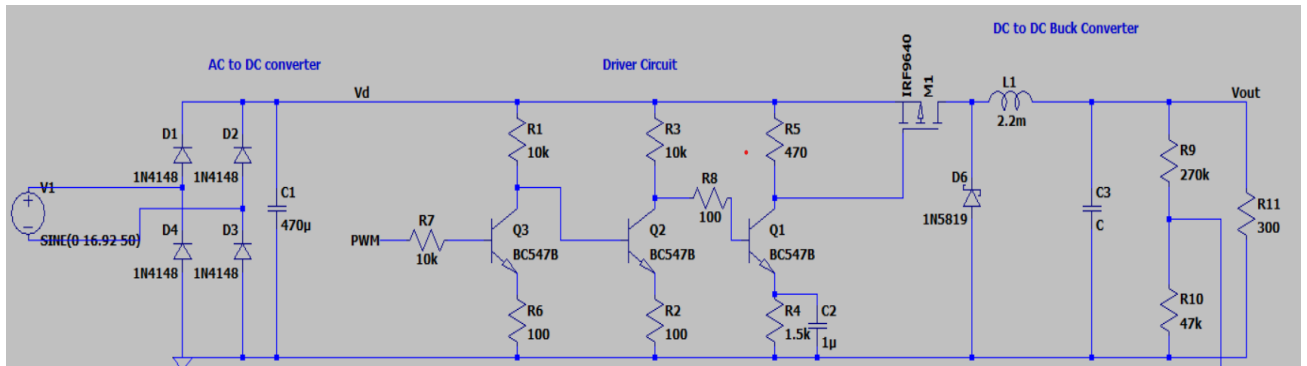 DC to DC Buck Converter
AC to DC converter
Driver Circuit
IRF9640
M1
L1
2.2m
Vd
Vout
D1
D2
1N4148
1N4148
C1
470µ
V1
SINE(0 16.92 50)
D4
D3
1N4148
1N4148
R1
10k
R3
10k
R5
470
R8
100
PWM
R7
10k
Q3
BC547B
Q2
BC547B
Q1
BC547B
R6
100
R2
100
R4
1.5k
C2
1µ
D6
1N5819
C3
C
R9
270k
R11
300
R10
47k